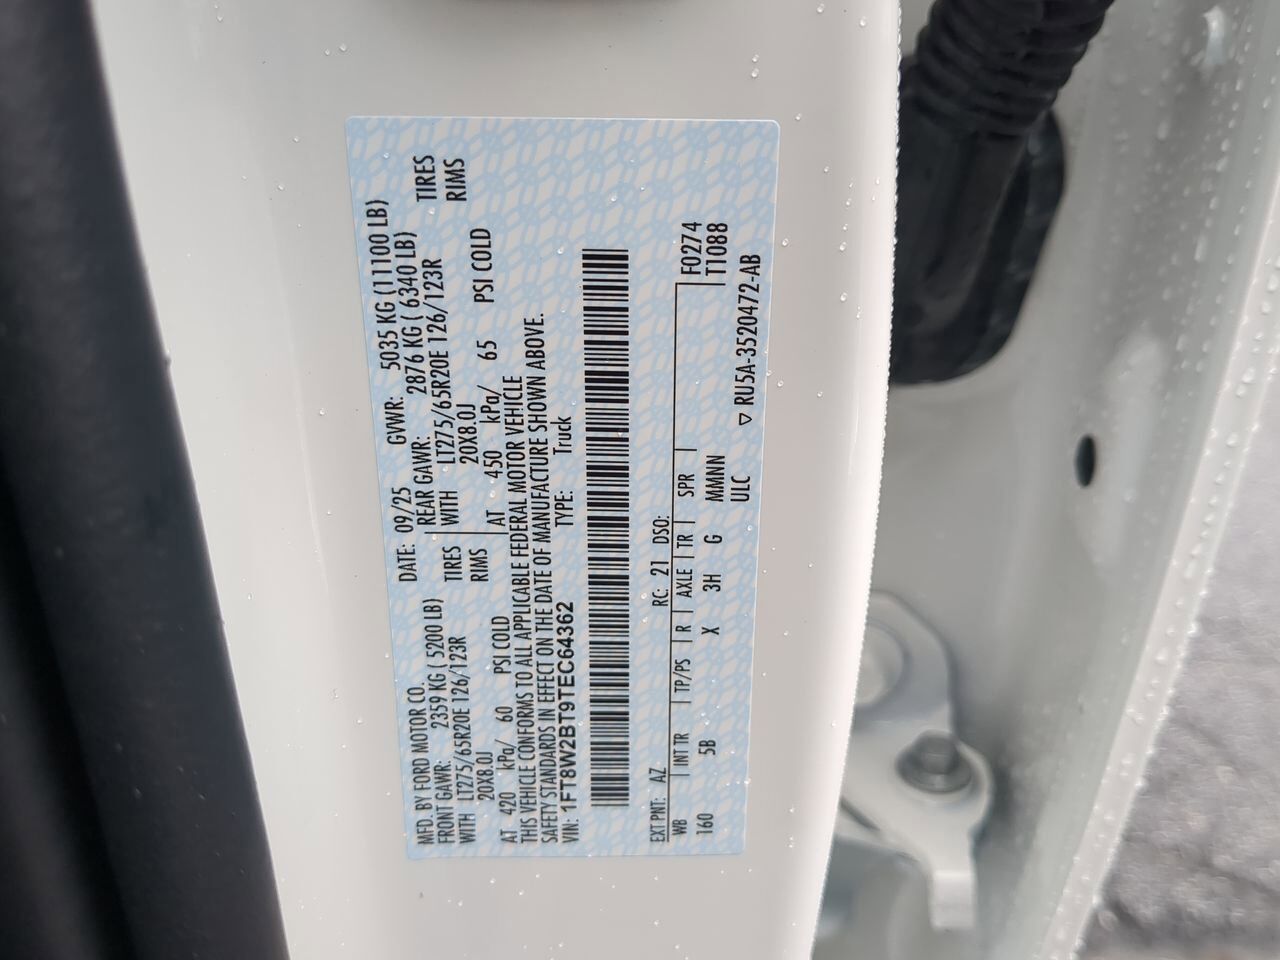 MFD. BY FORD MOTOR CO.
DATE: 09/25 GVWR: 5035 KG (11100 LB)
FRONT GAWR: 2359 KG ( 5200 LB) REAR GAWR: 2876 KG ( 6340 LB)
WITH LT275/65R20E 126/123R TIRES WITH LT275/65R20E 126/123R TIRES
20X8.0J RIMS 20X8.0J RIMS
AT 420 kPa/ 60 PSI COLD AT 450 kPa/ 65 PSI COLD
THIS VEHICLE CONFORMS TO ALL APPLICABLE FEDERAL MOTOR VEHICLE
SAFETY STANDARDS IN EFFECT ON THE DATE OF MANUFACTURE SHOWN ABOVE.
VIN: 1FT8W2BT9TEC64362 TYPE: Truck
EXT PNT: AZ RC: 21 DSO:
WB INT TR TP/PS R AXLE TR SPR F0274
160 5B X 3H G MMNN T1088
ULC
▽ RU5A-3520472-AB